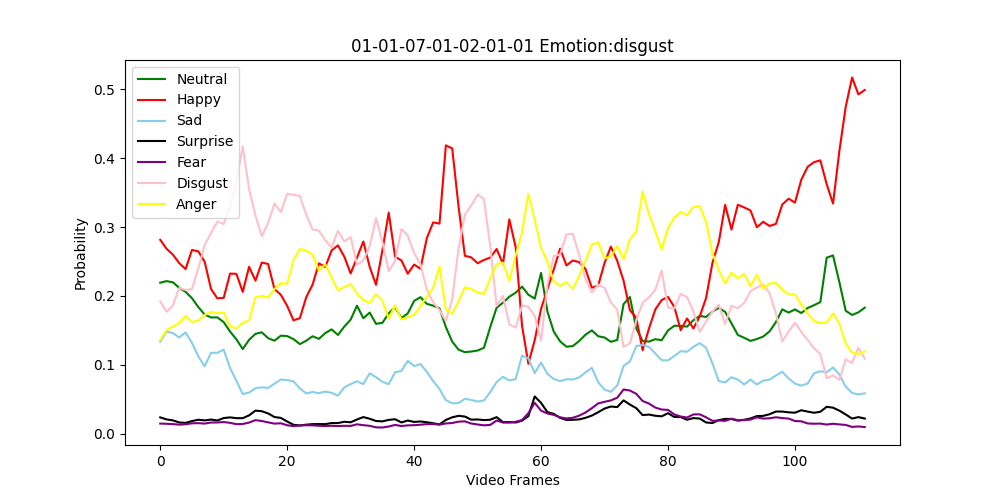 01-01-07-01-02-01-01 Emotion:disgust
Probability
0.5
0.4
0.3
0.2
0.1
0.0
Neutral
Happy
Sad
Surprise
Fear
Disgust
Anger
0 20 40 60 80 100
Video Frames